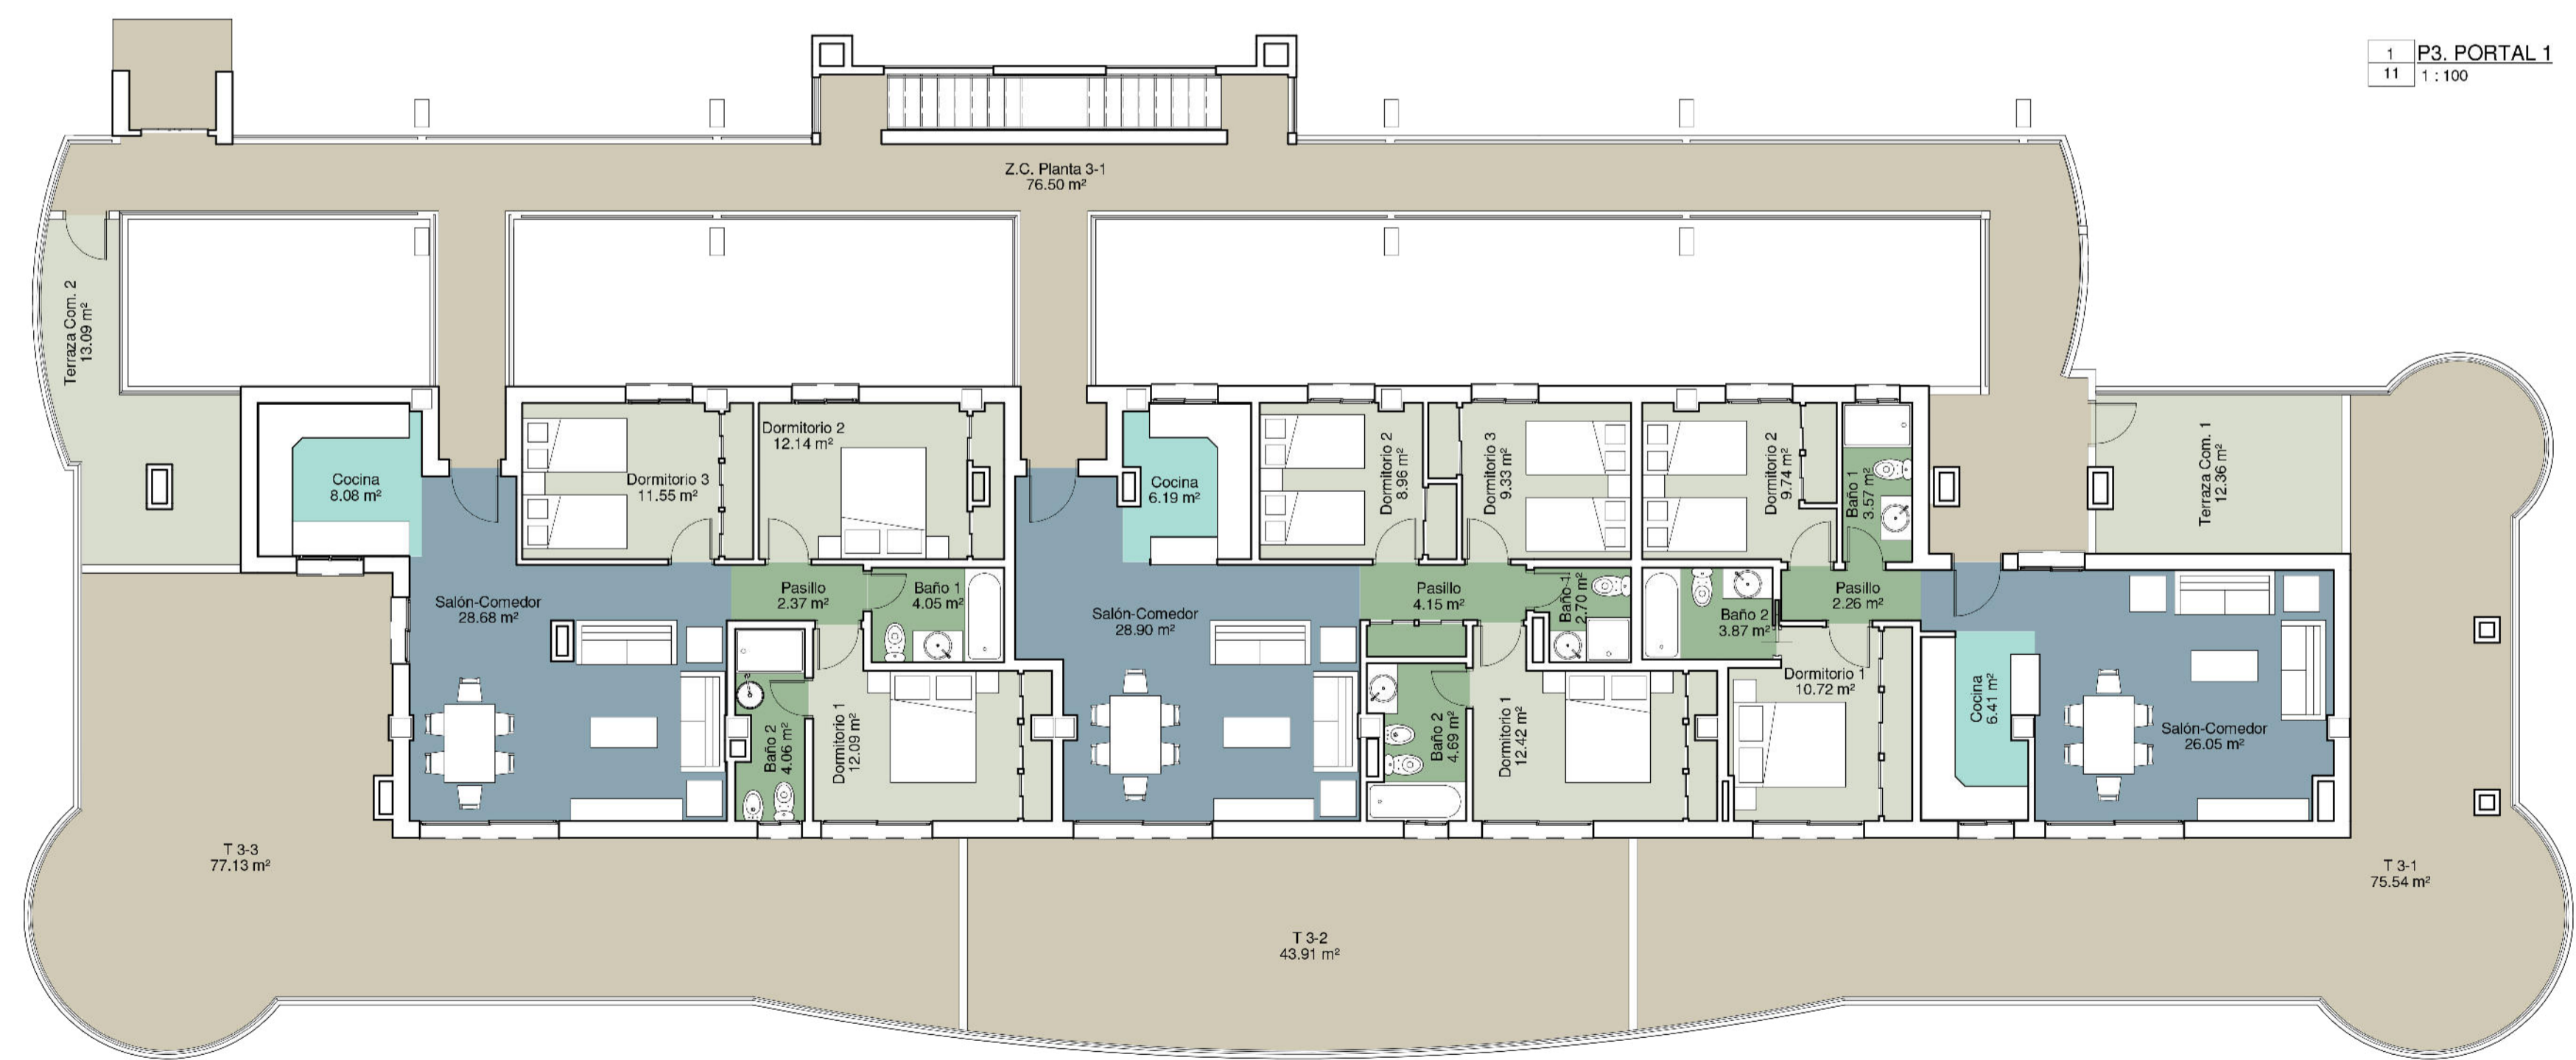 1
11
P3. PORTAL 1
1 : 100
Z.C. Planta 3-1
76.50 m²
Terraza Com. 2
13.09 m²
Cocina
8.08 m²
Dormitorio 3
11.55 m²
Dormitorio 2
12.14 m²
Cocina
6.19 m²
Dormitorio 2
8.96 m²
Dormitorio 3
9.33 m²
Dormitorio 2
9.74 m²
Baño 1
3.57 m²
Terraza Com. 1
12.36 m²
Salón-Comedor
28.68 m²
Pasillo
2.37 m²
Baño 1
4.05 m²
Salón-Comedor
28.90 m²
Pasillo
4.15 m²
Baño 1
2.70 m²
Baño 2
3.87 m²
Pasillo
2.26 m²
Baño 2
4.06 m²
Dormitorio 1
12.09 m²
Baño 2
4.69 m²
Dormitorio 1
12.42 m²
Dormitorio 1
10.72 m²
Cocina
6.41 m²
Salón-Comedor
26.05 m²
T 3-3
77.13 m²
T 3-2
43.91 m²
T 3-1
75.54 m²